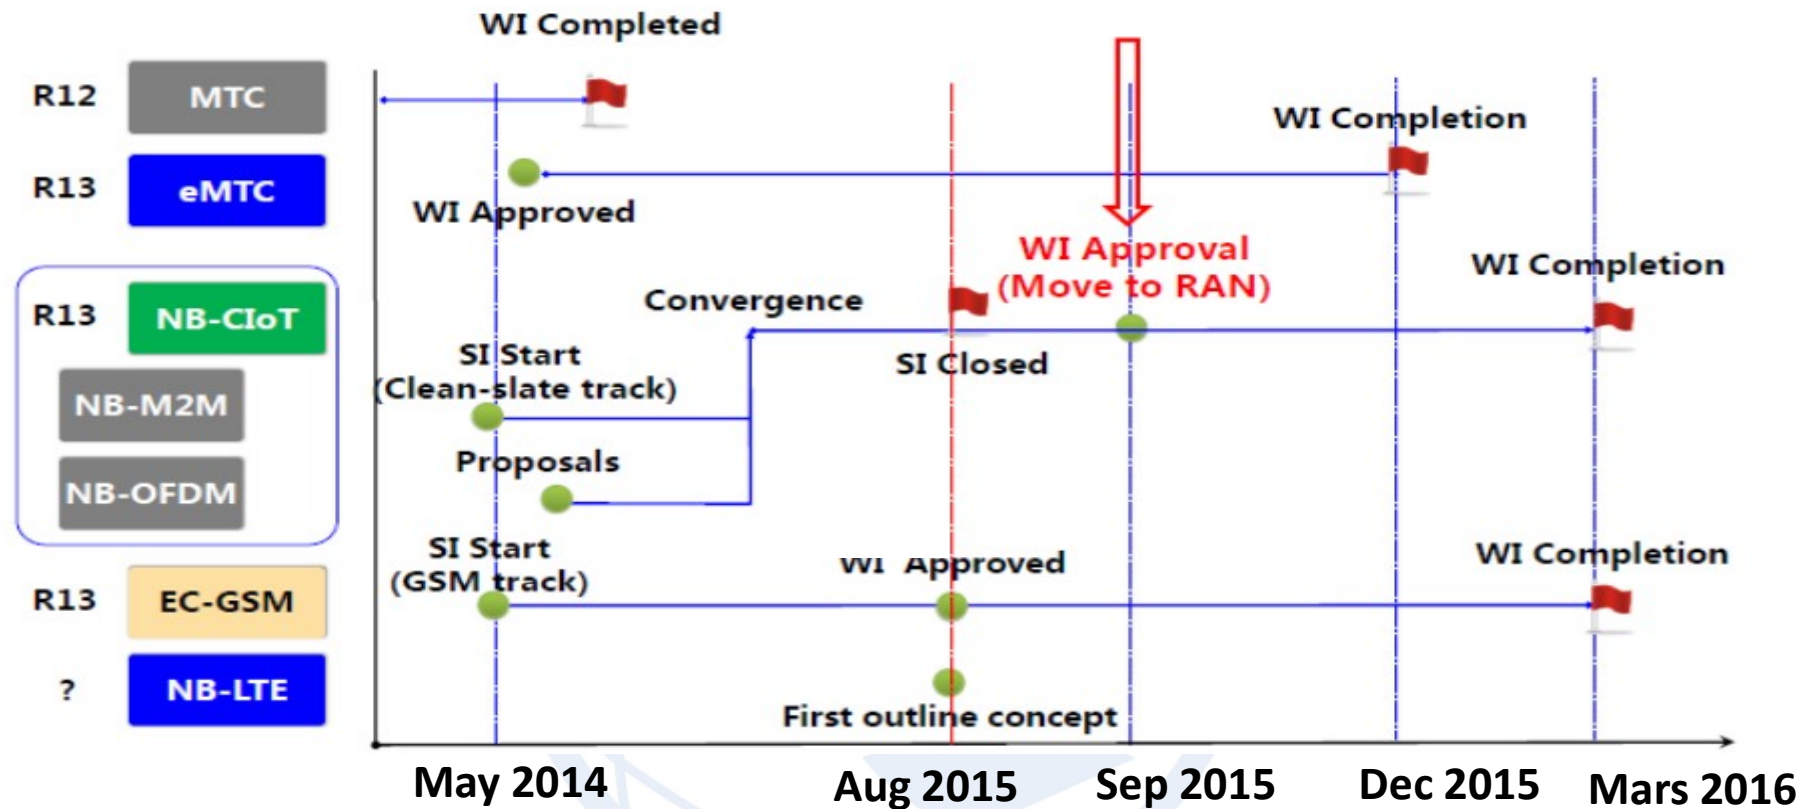 WI Completed
R12 MTC
WI Completion
R13 eMTC
WI Approved
WI Approval
(Move to RAN)
WI Completion
R13 NB-CIoT
Convergence
SI Start
(Clean-slate track)
SI Closed
NB-M2M
Proposals
NB-OFDM
SI Start
(GSM track)
WI Approved
WI Completion
R13 EC-GSM
? NB-LTE
First outline concept
May 2014 Aug 2015 Sep 2015 Dec 2015 Mars 2016